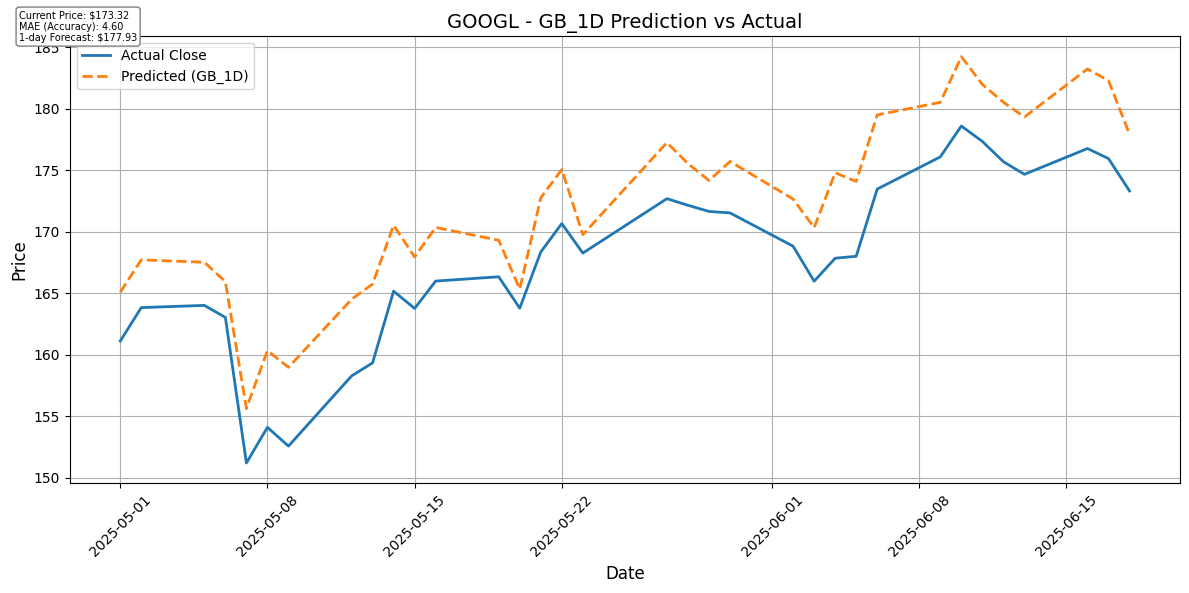 GOOGL - GB_1D Prediction vs Actual
Current Price: $173.32
MAE (Accuracy): 4.60
1-day Forecast: $177.93
Actual Close
Predicted (GB_1D)
Price
185
180
175
170
165
160
155
150
2025-05-01
2025-05-08
2025-05-15
2025-05-22
2025-06-01
2025-06-08
2025-06-15
Date